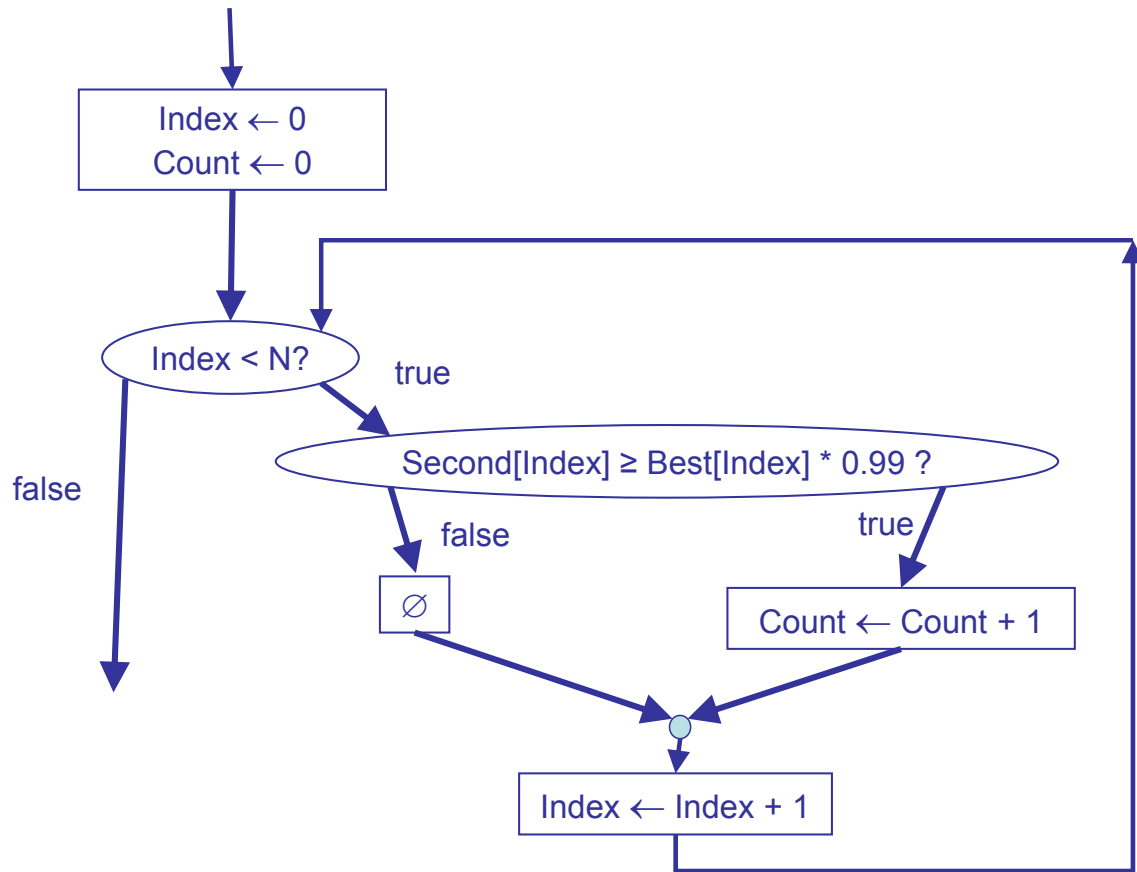 Index ← 0
Count ← 0
Index < N?
true
false
Second[Index] ≥ Best[Index] * 0.99 ?
false
true
∅
Count ← Count + 1
Index ← Index + 1